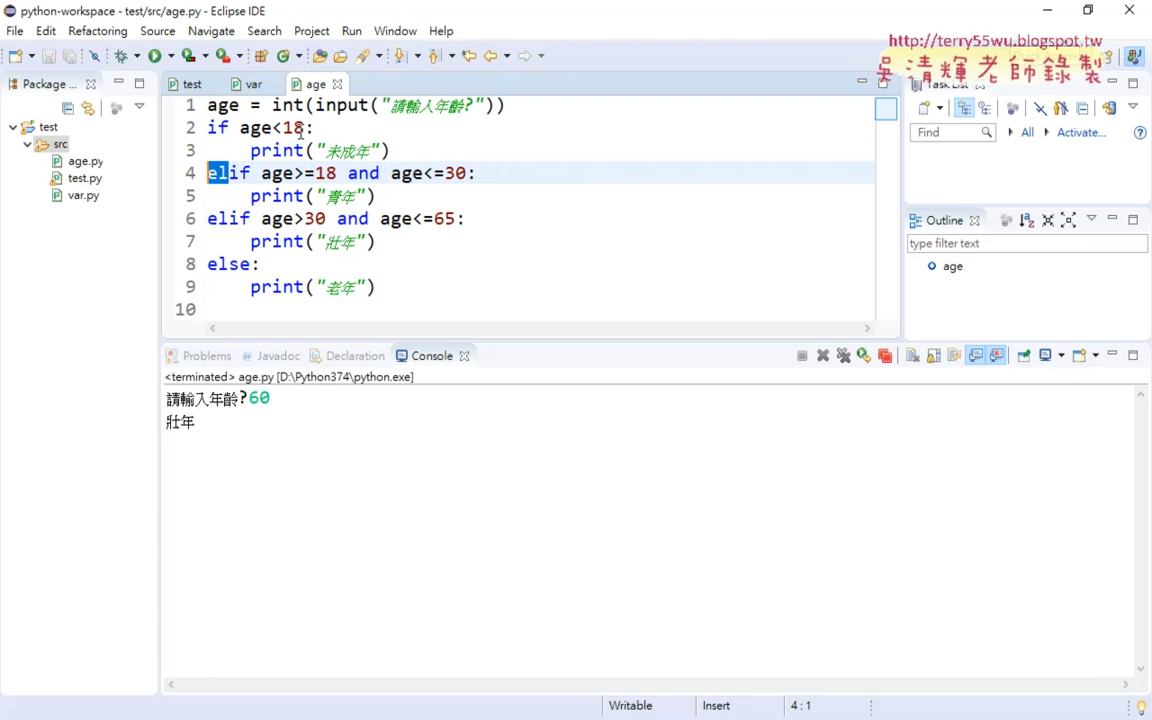 python-workspace - test/src/age.py - Eclipse IDE
File Edit Refactoring Source Navigate Search Project Run Window Help
http://terry55wu.blogspot.tw
吳清輝老師錄製
Package ...
test
src
age.py
test.py
var.py
test var age
1 age = int(input("請輸入年齡?"))
2 if age<18:
3     print("未成年")
4 elif age>=18 and age<=30:
5     print("青年")
6 elif age>30 and age<=65:
7     print("壯年")
8 else:
9     print("老年")
10
Task List
Find All Activate...
Outline
type filter text
age
Problems Javadoc Declaration Console
<terminated> age.py [D:\Python374\python.exe]
請輸入年齡?60
壯年
Writable Insert 4 : 1